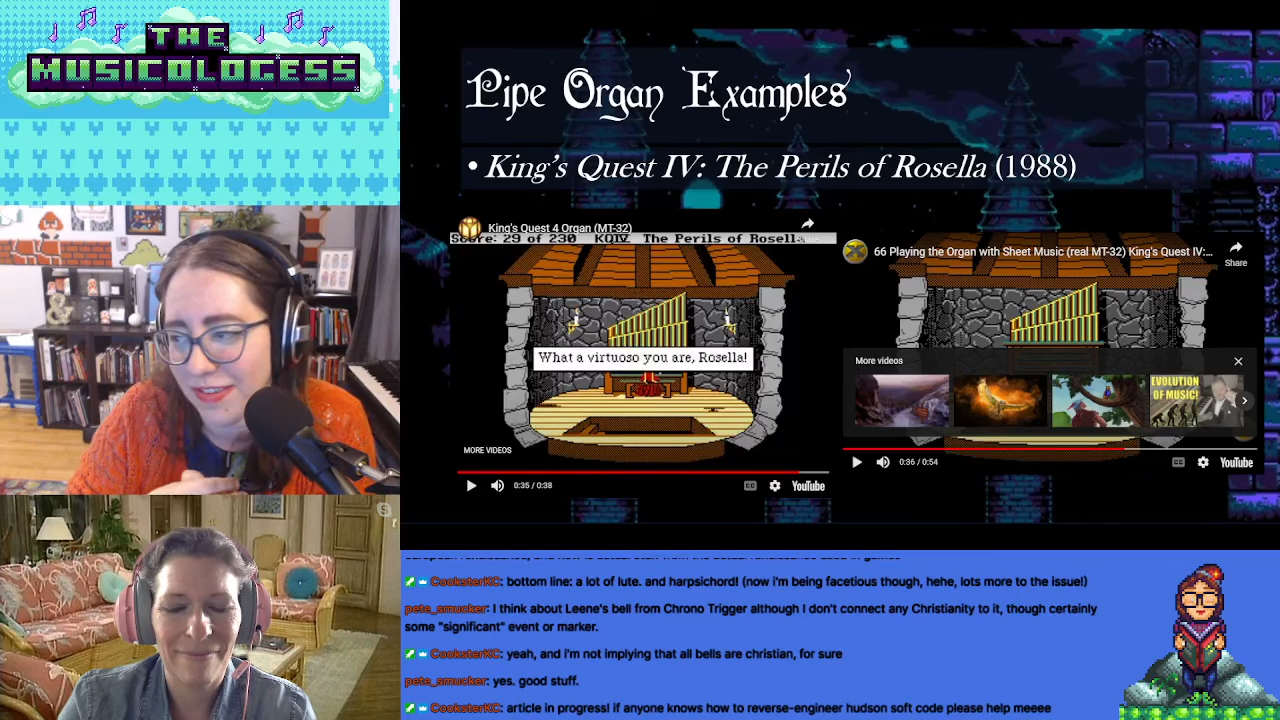 THE
MUSICOLOGESS
Pipe Organ Examples
• King's Quest IV: The Perils of Rosella (1988)
King's Quest 4 Organ (MT-32)
Score: 29 of 230 KQIV The Perils of Rosell
What a virtuoso you are, Rosella!
MORE VIDEOS
0:35 / 0:38
CC
YouTube
66 Playing the Organ with Sheet Music (real MT-32) King's Quest IV:...
Share
More videos
EVOLUTION
OF MUSIC!
0:36 / 0:54
CC
YouTube
CooksterKC: bottom line: a lot of lute. and harpsichord! (now i'm being facetious though, hehe, lots more to the issue!)
pete_smucker: I think about Leene's bell from Chrono Trigger although I don't connect any Christianity to it, though certainly
some "significant" event or marker.
CooksterKC: yeah, and i'm not implying that all bells are christian, for sure
pete_smucker: yes. good stuff.
CooksterKC: article in progress! if anyone knows how to reverse-engineer hudson soft code please help meeee